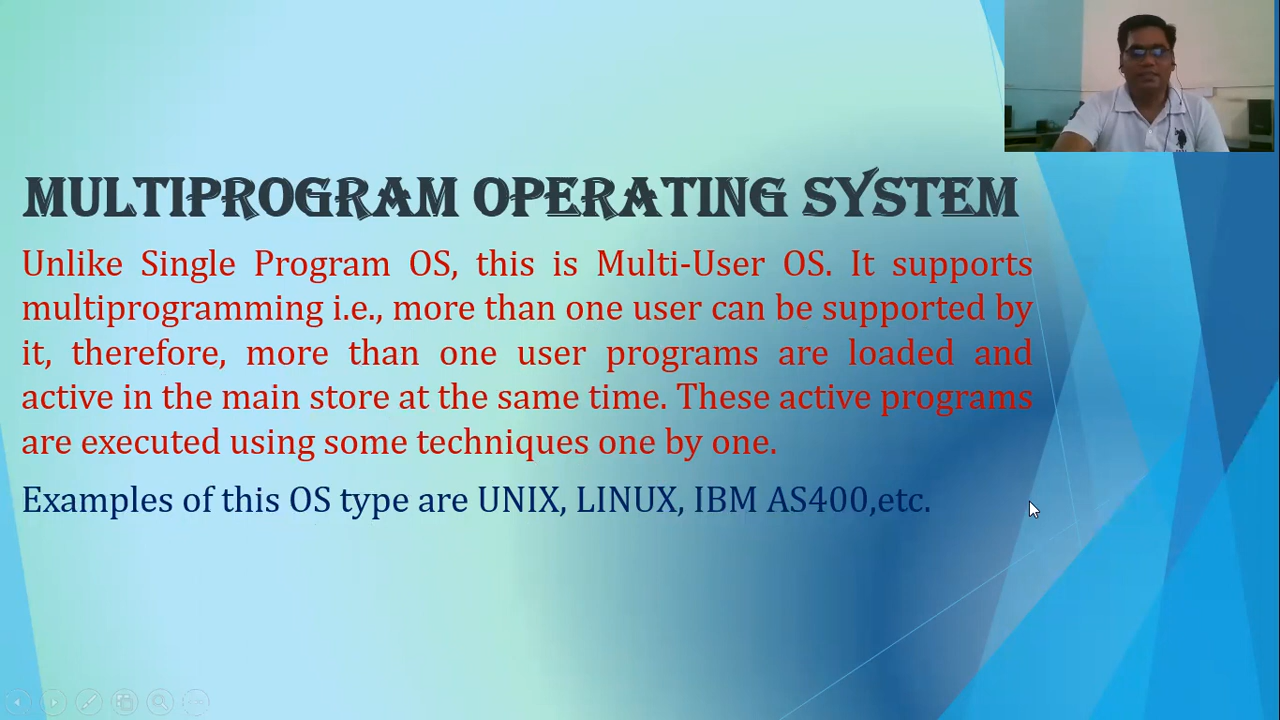 MULTIPROGRAM OPERATING SYSTEM
Unlike Single Program OS, this is Multi-User OS. It supports
multiprogramming i.e., more than one user can be supported by
it, therefore, more than one user programs are loaded and
active in the main store at the same time. These active programs
are executed using some techniques one by one.
Examples of this OS type are UNIX, LINUX, IBM AS400,etc.